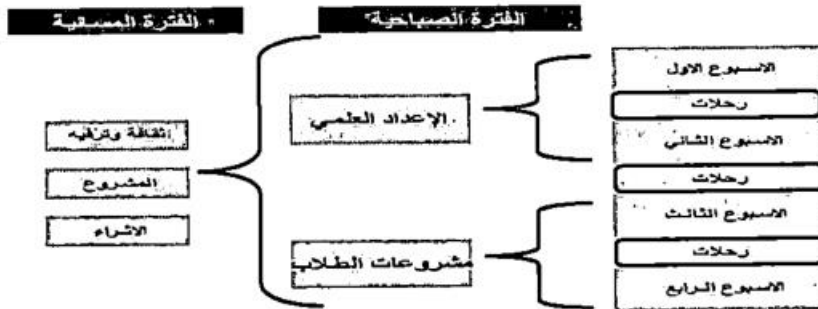 الفترة الصباحية
الفترة المسائية
الاسبوع الاول
رحلات
الاسبوع الثاني
رحلات
الاسبوع الثالث
رحلات
الاسبوع الرابع
الإعداد العلمي
مشروعات الطلاب
ثقافة وترفيه
المشروع
الاثراء